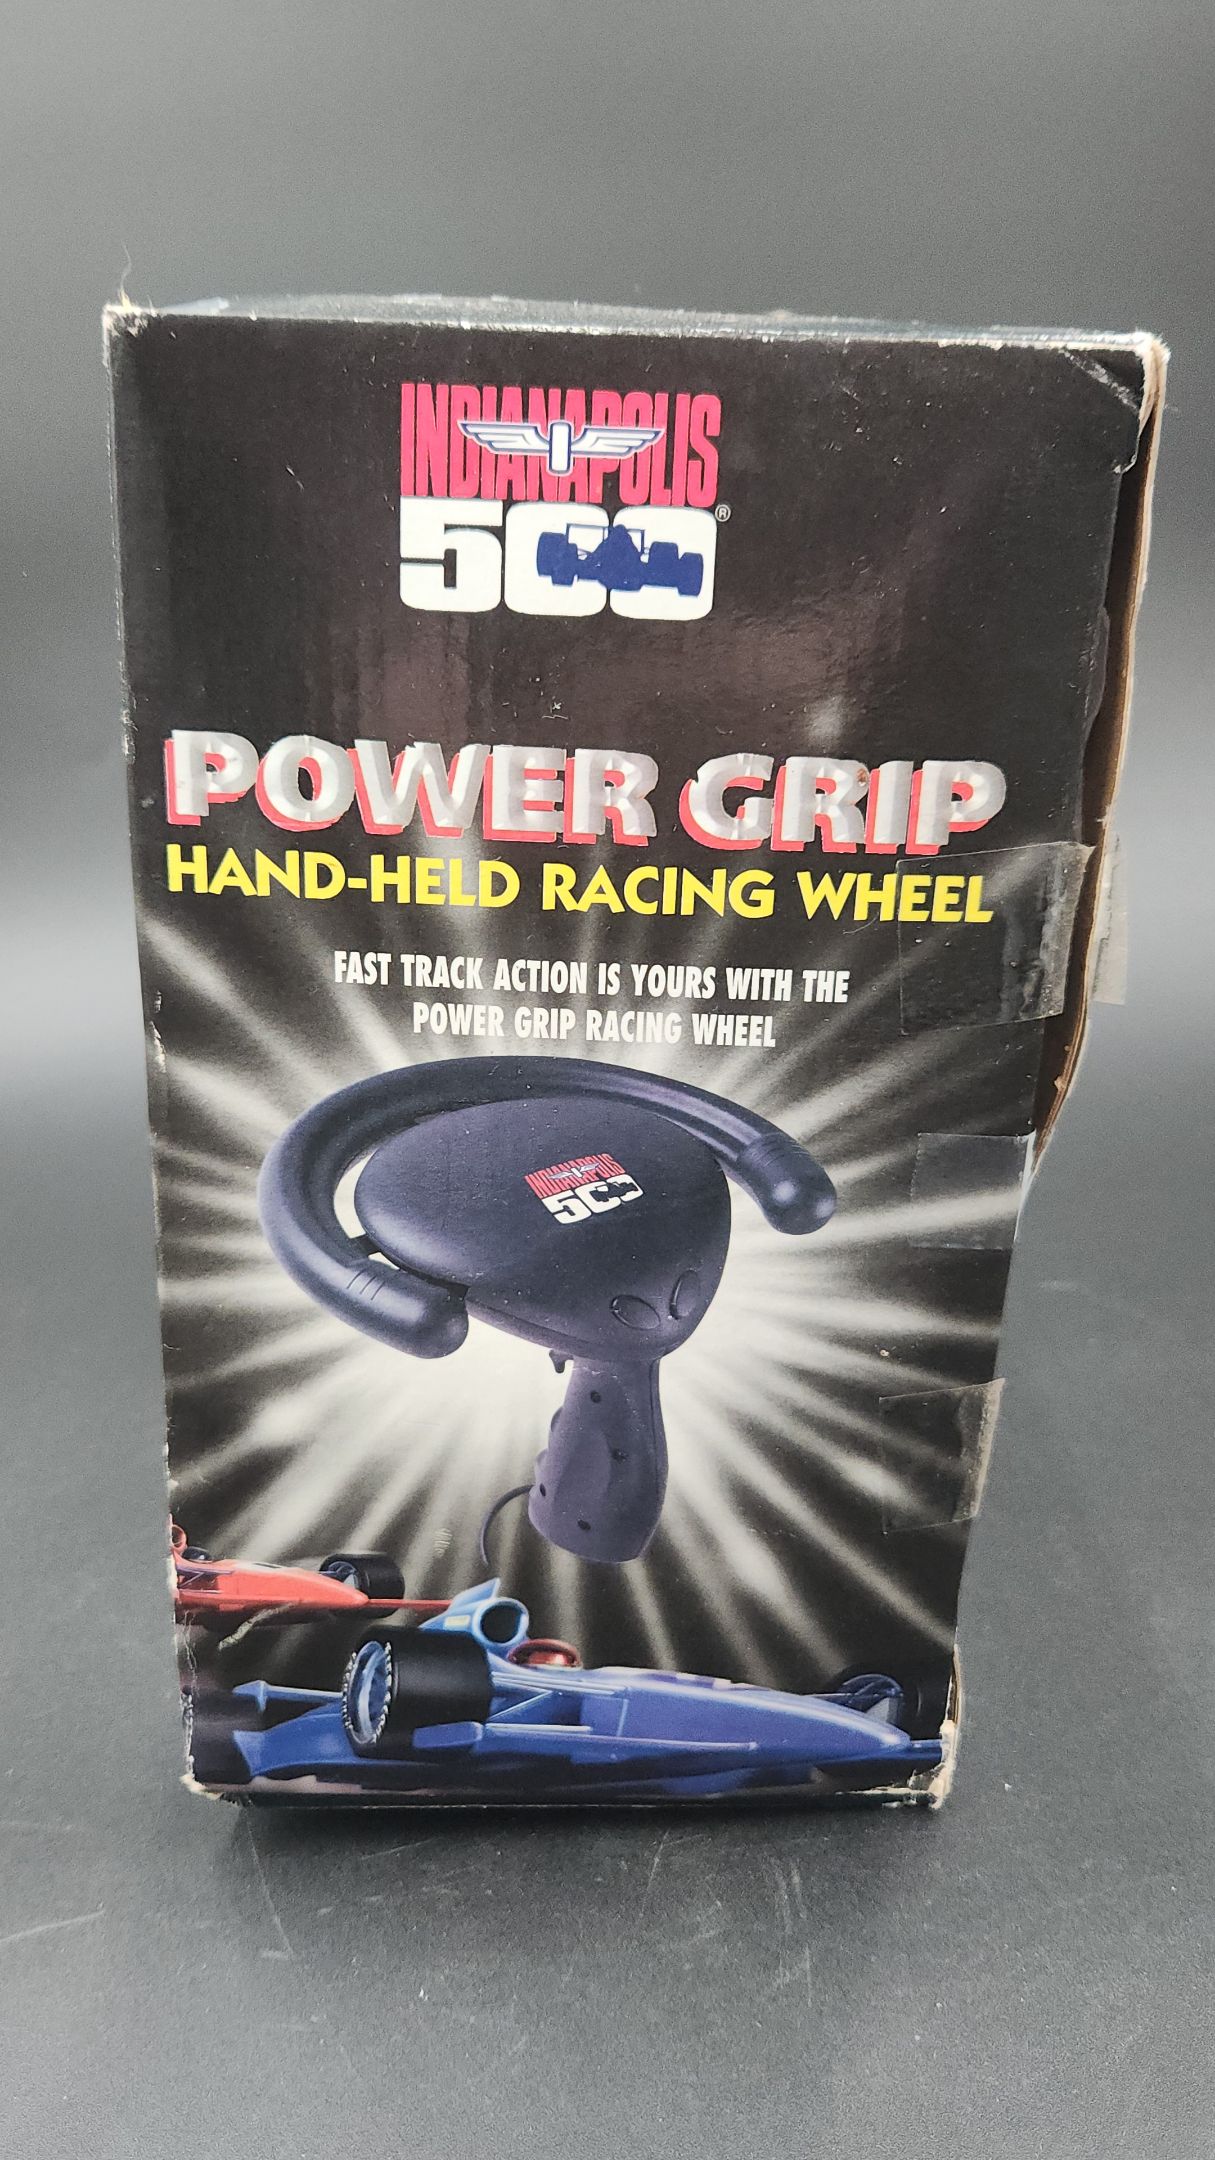 INDIANAPOLIS
500®
POWER GRIP
HAND-HELD RACING WHEEL
FAST TRACK ACTION IS YOURS WITH THE
POWER GRIP RACING WHEEL
INDIANAPOLIS
500